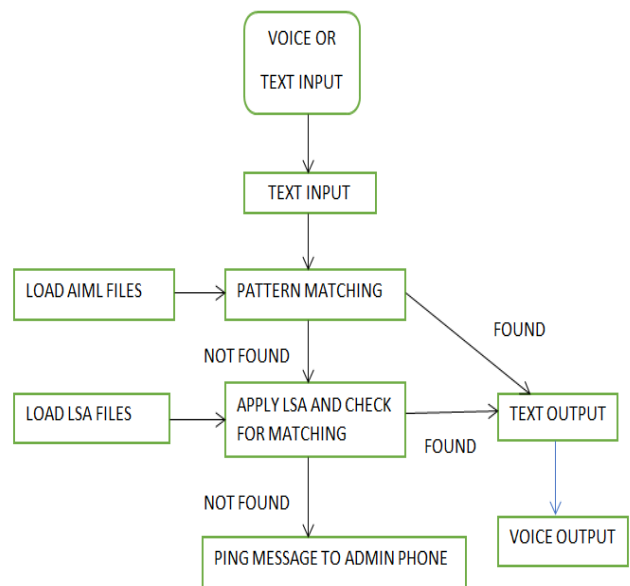 VOICE OR
TEXT INPUT
TEXT INPUT
LOAD AIML FILES
PATTERN MATCHING
FOUND
NOT FOUND
LOAD LSA FILES
APPLY LSA AND CHECK
FOR MATCHING
TEXT OUTPUT
FOUND
NOT FOUND
VOICE OUTPUT
PING MESSAGE TO ADMIN PHONE